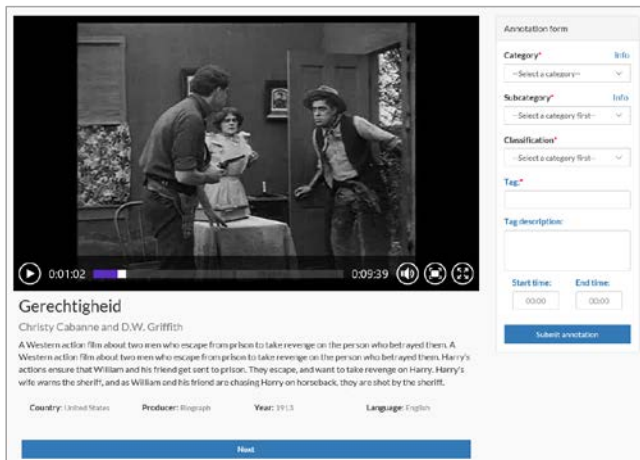 0:01:02
0:09:39
Gerechtigheid
Christy Cabanne and D.W. Griffith
A Western action film about two men who escape from prison to take revenge on the person who betrayed them. A
Western action film about two men who escape from prison to take revenge on the person who betrayed them. Harry's
actions ensure that William and his friend get sent to prison. They escape, and want to take revenge on Harry. Harry's
wife warns the sheriff, and as William and his friend are chasing Harry on horseback, they are shot by the sheriff.
Country: United States Producer: Biograph Year: 1913 Language: English
Next
Annotation form
Category* Info
--Select a category--
Subcategory* Info
--Select a category first--
Classification*
--Select a category first--
Tag:*
Tag description:
Start time: End time:
00:00 00:00
Submit annotation